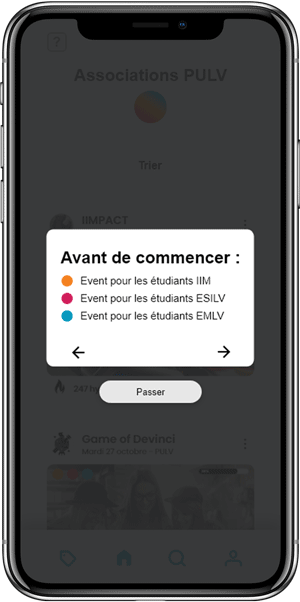 ?
Associations PULV
Trier
IIMPACT
Avant de commencer :
Event pour les étudiants IIM
Event pour les étudiants ESILV
Event pour les étudiants EMLV
Passer
247 hy
Game of Devinci
Mardi 27 octobre - PULV